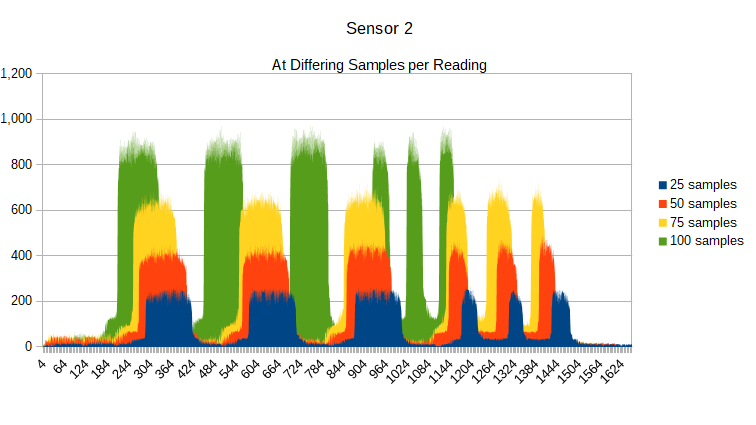 Sensor 2
At Differing Samples per Reading
1,200
1,000
800
600
400
200
0
4 64 124 184 244 304 364 424 484 544 604 664 724 784 844 904 964 1024 1084 1144 1204 1264 1324 1384 1444 1504 1564 1624
25 samples
50 samples
75 samples
100 samples